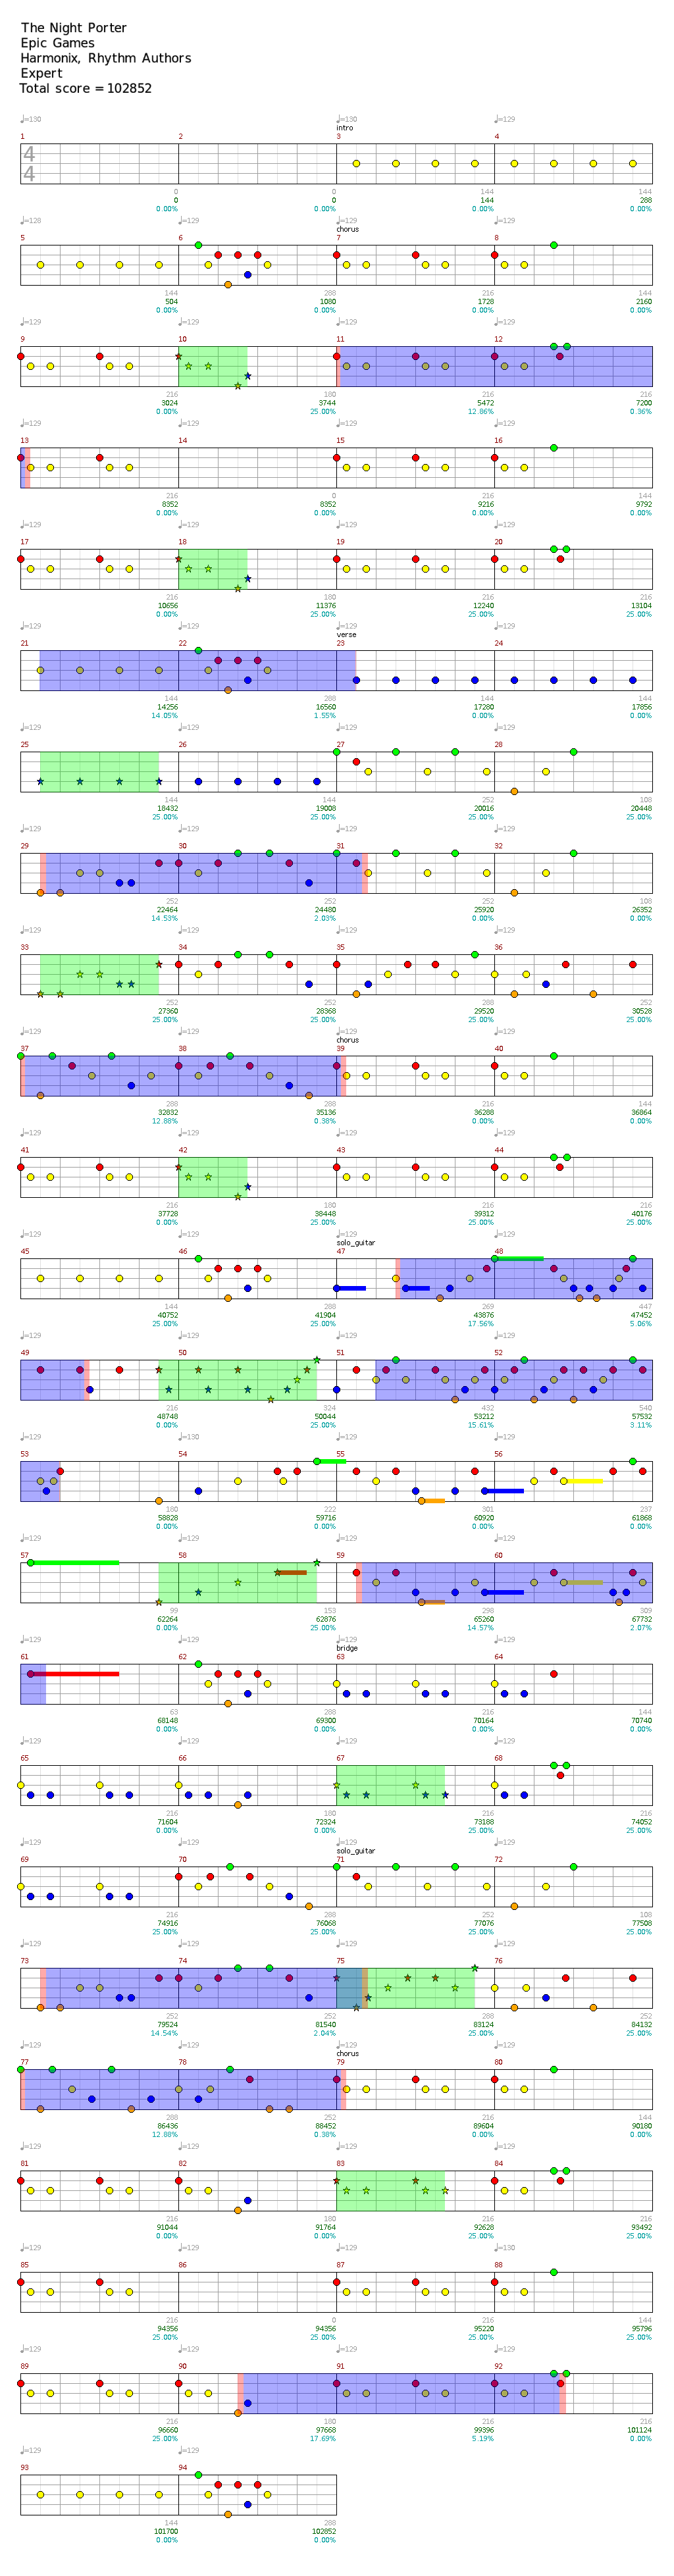 The Night Porter
Epic Games
Harmonix, Rhythm Authors
Expert
Total score = 102852
♩=130 ♩=130 ♩=129
intro
1 2 3 4
4
4
0 0 144 144
0 0 144 288
0.00% 0.00% 0.00% 0.00%
♩=128 ♩=129 ♩=129 ♩=129
chorus
5 6 7 8
144 288 216 144
504 1080 1728 2160
0.00% 0.00% 0.00% 0.00%
♩=129 ♩=129 ♩=129 ♩=129
9 10 11 12
216 180 216 216
3024 3744 5472 7200
0.00% 25.00% 12.86% 0.36%
♩=129 ♩=129 ♩=129
13 14 15 16
216 0 216 144
8352 8352 9216 9792
0.00% 0.00% 0.00% 0.00%
♩=129 ♩=129 ♩=129 ♩=129
17 18 19 20
216 180 216 216
10656 11376 12240 13104
0.00% 25.00% 25.00% 25.00%
♩=129 ♩=129 ♩=129 ♩=129
verse
21 22 23 24
144 288 144 144
14256 16560 17280 17856
14.05% 1.55% 0.00% 0.00%
♩=129 ♩=129 ♩=129 ♩=129
25 26 27 28
144 144 252 108
18432 19008 20016 20448
25.00% 25.00% 25.00% 25.00%
♩=129 ♩=129 ♩=129 ♩=129
29 30 31 32
252 252 252 108
22464 24480 25920 26352
14.53% 2.03% 0.00% 0.00%
♩=129 ♩=129 ♩=129 ♩=129
33 34 35 36
252 252 288 252
27360 28368 29520 30528
25.00% 25.00% 25.00% 25.00%
♩=129 ♩=129 ♩=129 ♩=129
chorus
37 38 39 40
288 288 216 144
32832 35136 36288 36864
12.88% 0.38% 0.00% 0.00%
♩=129 ♩=129 ♩=129 ♩=129
41 42 43 44
216 180 216 216
37728 38448 39312 40176
0.00% 25.00% 25.00% 25.00%
♩=129 ♩=129 ♩=129 ♩=129
solo_guitar
45 46 47 48
144 288 269 447
40752 41904 43876 47452
25.00% 25.00% 17.56% 5.06%
♩=129 ♩=129 ♩=129 ♩=129
49 50 51 52
216 324 432 540
48748 50044 53212 57532
0.00% 25.00% 15.61% 3.11%
♩=129 ♩=130 ♩=129 ♩=129
53 54 55 56
180 222 301 237
58828 59716 60920 61868
0.00% 0.00% 0.00% 0.00%
♩=129 ♩=129 ♩=129 ♩=129
57 58 59 60
99 153 298 309
62264 62876 65260 67732
0.00% 25.00% 14.57% 2.07%
♩=129 ♩=129 ♩=129 ♩=129
bridge
61 62 63 64
63 288 216 144
68148 69300 70164 70740
0.00% 0.00% 0.00% 0.00%
♩=129 ♩=129 ♩=129 ♩=129
65 66 67 68
216 180 216 216
71604 72324 73188 74052
0.00% 0.00% 25.00% 25.00%
♩=129 ♩=129 ♩=129 ♩=129
solo_guitar
69 70 71 72
216 288 252 108
74916 76068 77076 77508
25.00% 25.00% 25.00% 25.00%
♩=129 ♩=129 ♩=129 ♩=129
73 74 75 76
252 252 288 252
79524 81540 83124 84132
14.54% 2.04% 25.00% 25.00%
♩=129 ♩=129 ♩=129 ♩=129
chorus
77 78 79 80
288 252 216 144
86436 88452 89604 90180
12.88% 0.38% 0.00% 0.00%
♩=129 ♩=129 ♩=129 ♩=129
81 82 83 84
216 180 216 216
91044 91764 92628 93492
0.00% 0.00% 25.00% 25.00%
♩=129 ♩=129 ♩=129 ♩=130
85 86 87 88
216 0 216 144
94356 94356 95220 95796
25.00% 25.00% 25.00% 25.00%
♩=129 ♩=129 ♩=129 ♩=129
89 90 91 92
216 180 216 216
96660 97668 99396 101124
25.00% 17.69% 5.19% 0.00%
♩=129 ♩=129
93 94
144 288
101700 102852
0.00% 0.00%